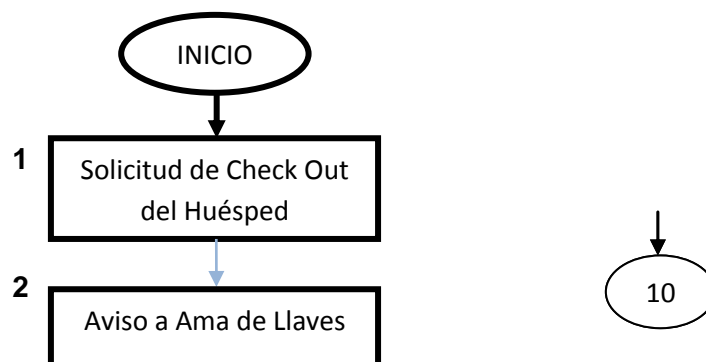 INICIO
1
Solicitud de Check Out
del Huésped
2
Aviso a Ama de Llaves
10